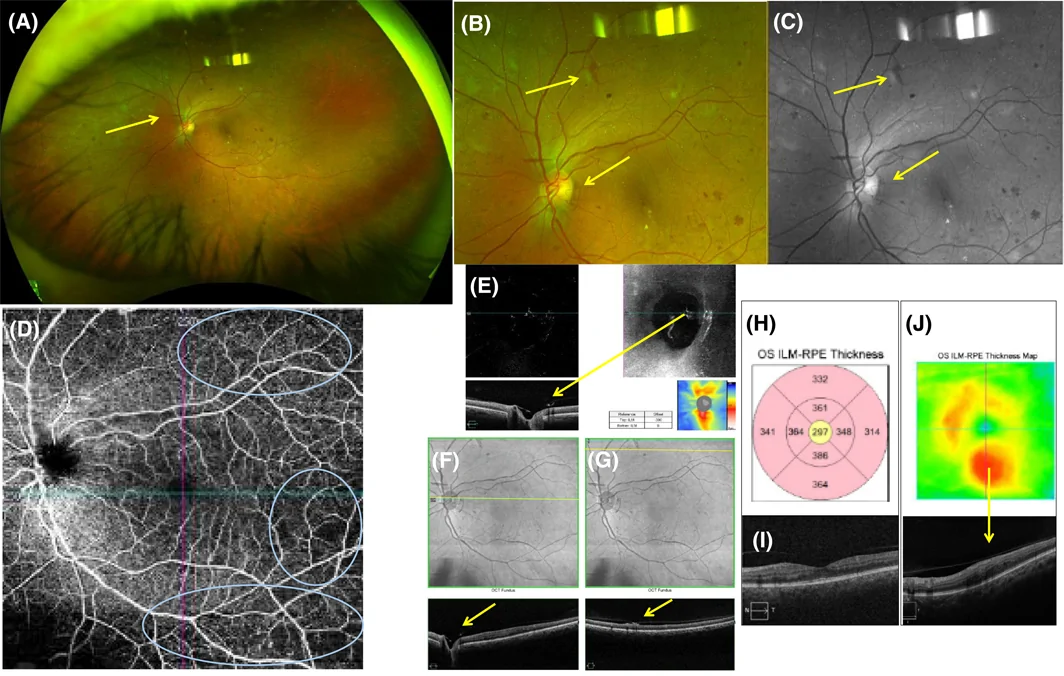 (A)
(B)
(C)
(D)
(E)
(F)
(G)
OCT Fundus
OCT Fundus
(H)
OS ILM-RPE Thickness
332
361
341 364 297 348 314
386
364
(I)
N T
(J)
OS ILM-RPE Thickness Map